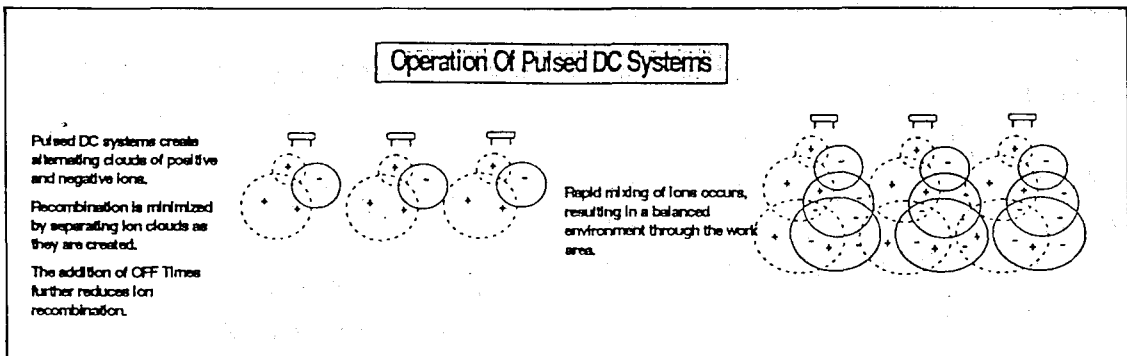 Operation Of Pulsed DC Systems
Pulsed DC systems create
alternating clouds of positive
and negative ions.
Recombination is minimized
by separating ion clouds as
they are created.
The addition of OFF Times
further reduces ion
recombination.
Rapid mixing of ions occurs,
resulting in a balanced
environment through the work
area.